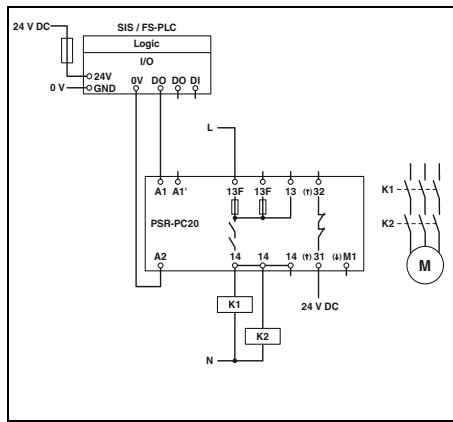 24 V DC
SIS / FS-PLC
Logic
I/O
24V
0V DO DO DI
0 V
GND
L
A1 A1' 13F 13F 13 (↑) 32
PSR-PC20
A2 14 14 14 (↑) 31 (↓) M1
K1
K2
24 V DC
N
K1
K2
M